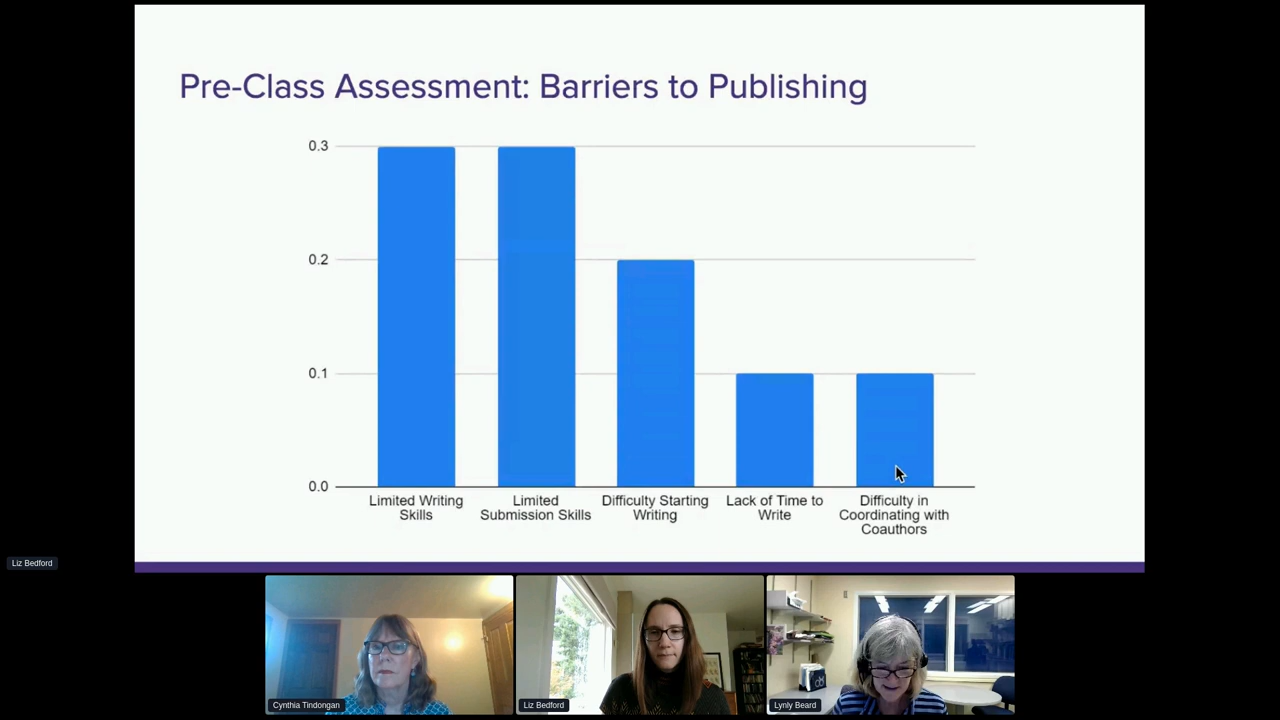 Pre-Class Assessment: Barriers to Publishing
0.3
0.2
0.1
0.0
Limited Writing
Skills
Limited
Submission Skills
Difficulty Starting
Writing
Lack of Time to
Write
Difficulty in
Coordinating with
Coauthors
Liz Bedford
Cynthia Tindongan
Liz Bedford
Lynly Beard